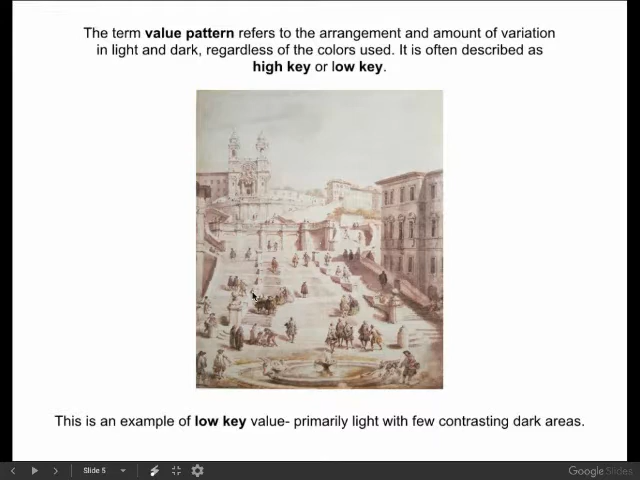 The term value pattern refers to the arrangement and amount of variation
in light and dark, regardless of the colors used. It is often described as
high key or low key.
This is an example of low key value- primarily light with few contrasting dark areas.
Slide 5
Google Slides